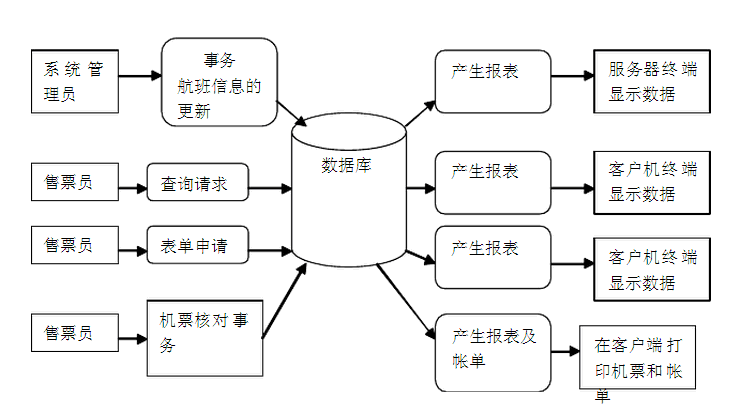 系统管
理员
事务
航班信息的
更新
产生报表
服务器终端
显示数据
售票员
查询请求
数据库
产生报表
客户机终端
显示数据
售票员
表单申请
产生报表
客户机终端
显示数据
售票员
机票核对事
务
产生报表及
帐单
在客户端打
印机票和帐
单